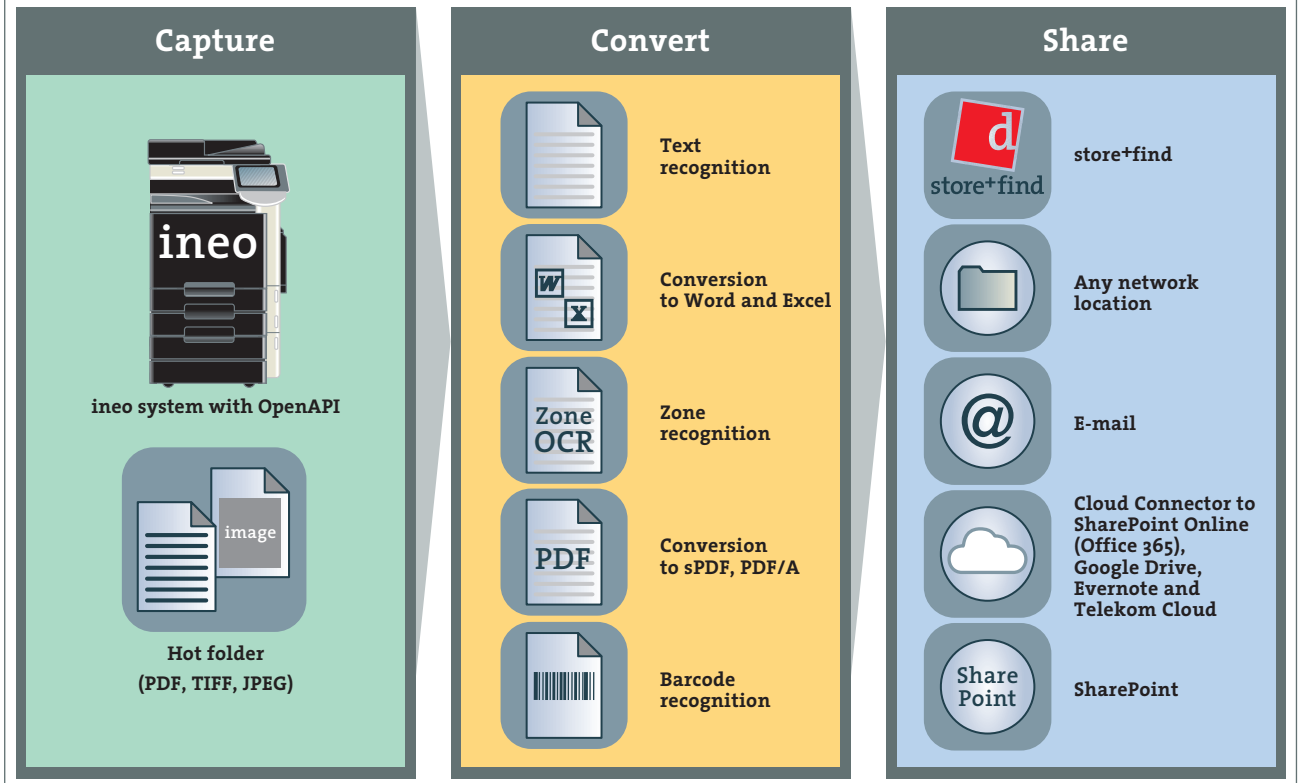 Capture
ineo
ineo system with OpenAPI
image
Hot folder
(PDF, TIFF, JPEG)
Convert
Text
recognition
W
X
Conversion
to Word and Excel
Zone
OCR
Zone
recognition
PDF
Conversion
to sPDF, PDF/A
Barcode
recognition
Share
d
store+find
store+find
Any network
location
@
E-mail
Cloud Connector to
SharePoint Online
(Office 365),
Google Drive,
Evernote and
Telekom Cloud
Share
Point
SharePoint